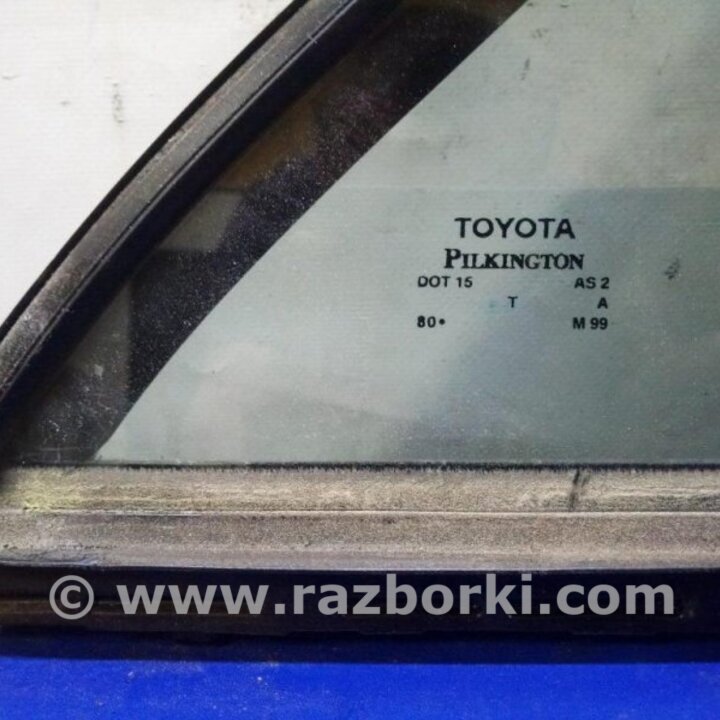 TOYOTA
PILKINGTON
DOT 15 AS 2
T A
80• M 99
© www.razborki.com